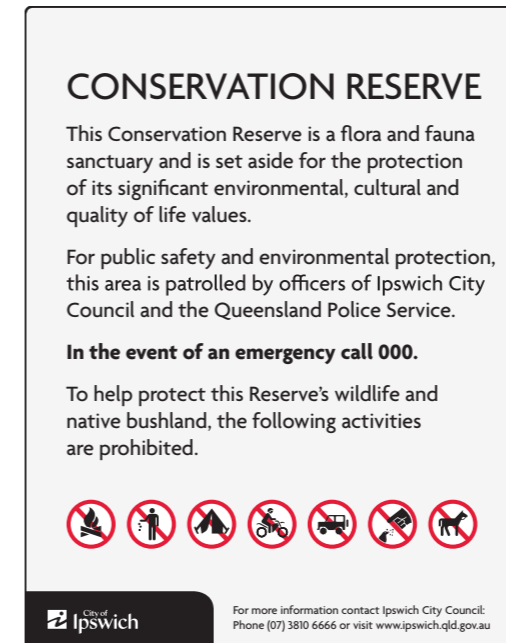 CONSERVATION RESERVE
This Conservation Reserve is a flora and fauna
sanctuary and is set aside for the protection
of its significant environmental, cultural and
quality of life values.
For public safety and environmental protection,
this area is patrolled by officers of Ipswich City
Council and the Queensland Police Service.
In the event of an emergency call 000.
To help protect this Reserve's wildlife and
native bushland, the following activities
are prohibited.
City of
Ipswich
For more information contact Ipswich City Council:
Phone (07) 3810 6666 or visit www.ipswich.qld.gov.au